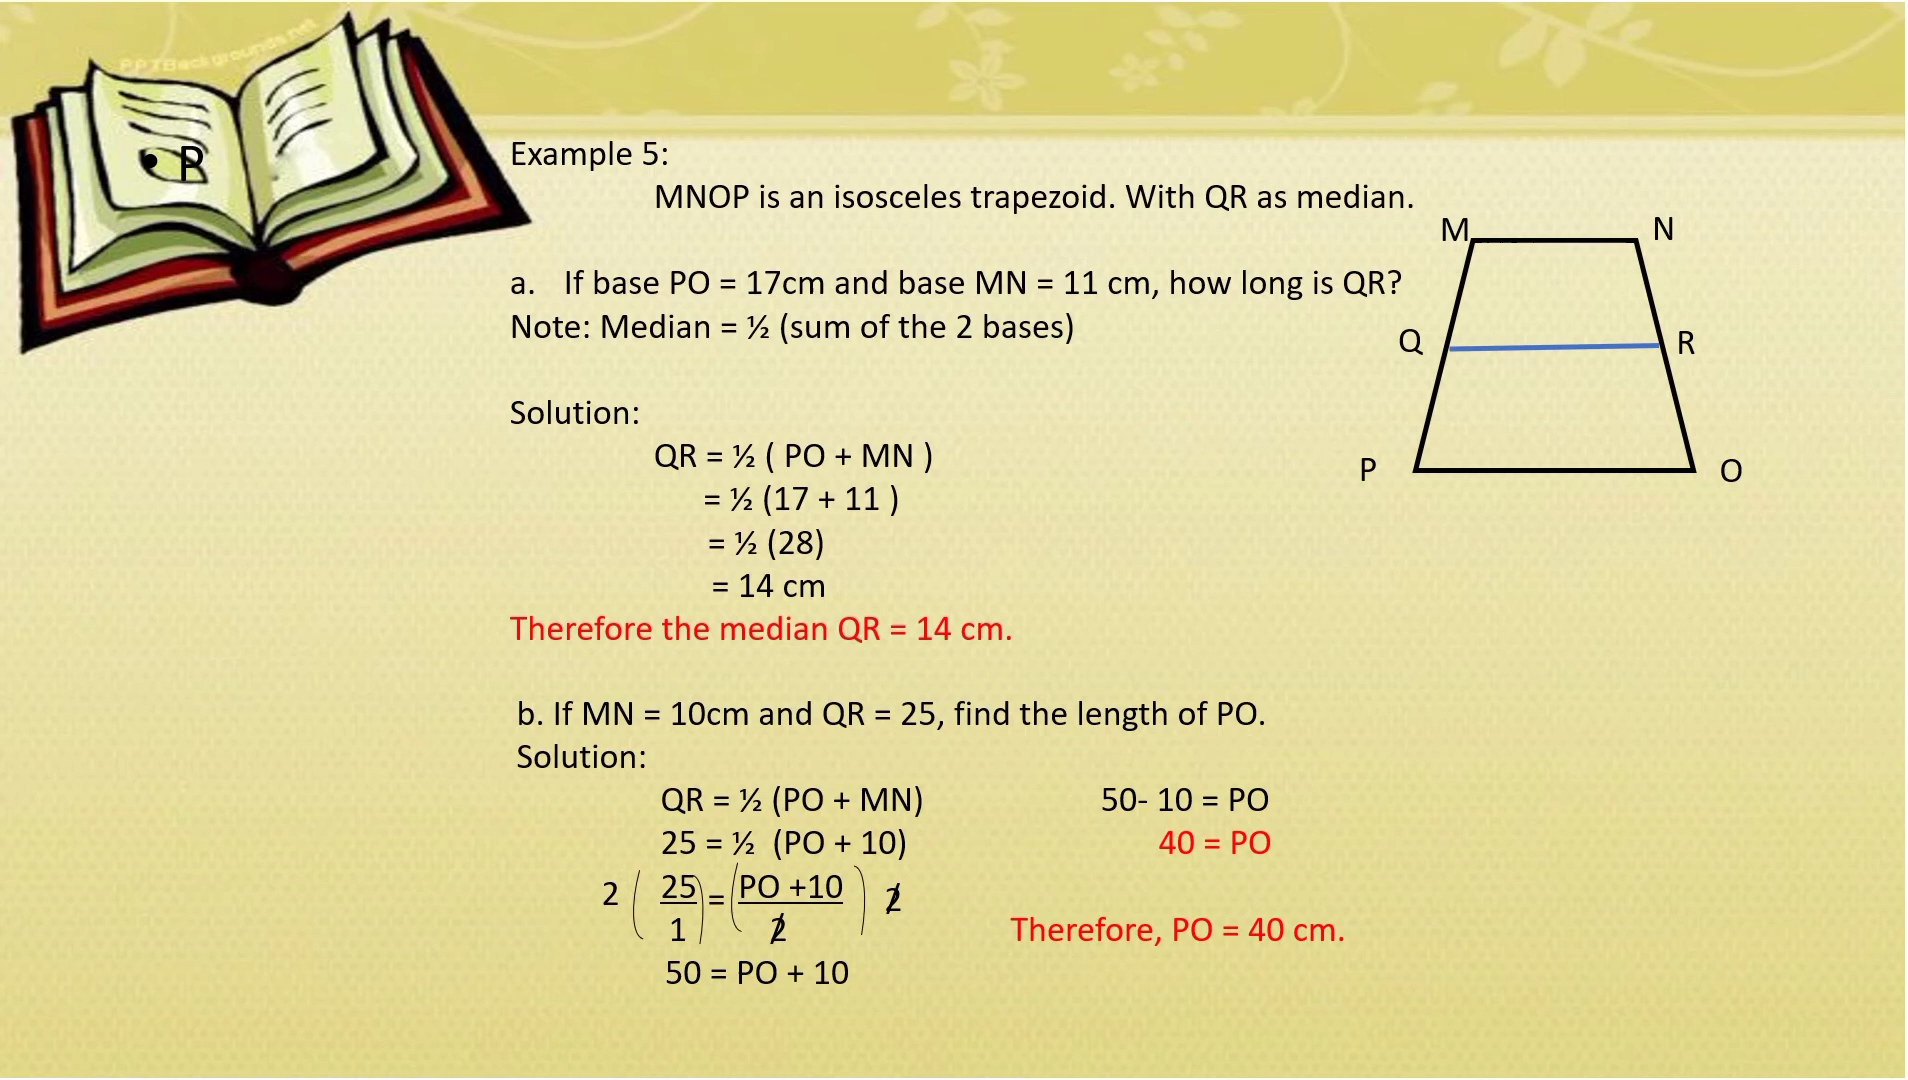 PPTBackgrounds.net
• R
Example 5:
MNOP is an isosceles trapezoid. With QR as median.
M
N
a. If base PO = 17cm and base MN = 11 cm, how long is QR?
Note: Median = ½ (sum of the 2 bases)
Q
R
Solution:
QR = ½ ( PO + MN )
P
O
= ½ (17 + 11 )
= ½ (28)
= 14 cm
Therefore the median QR = 14 cm.
b. If MN = 10cm and QR = 25, find the length of PO.
Solution:
QR = ½ (PO + MN)
25 = ½ (PO + 10)
2 ( 25 ) = ( PO +10 ) 2
1 2
50 = PO + 10
50- 10 = PO
40 = PO
Therefore, PO = 40 cm.